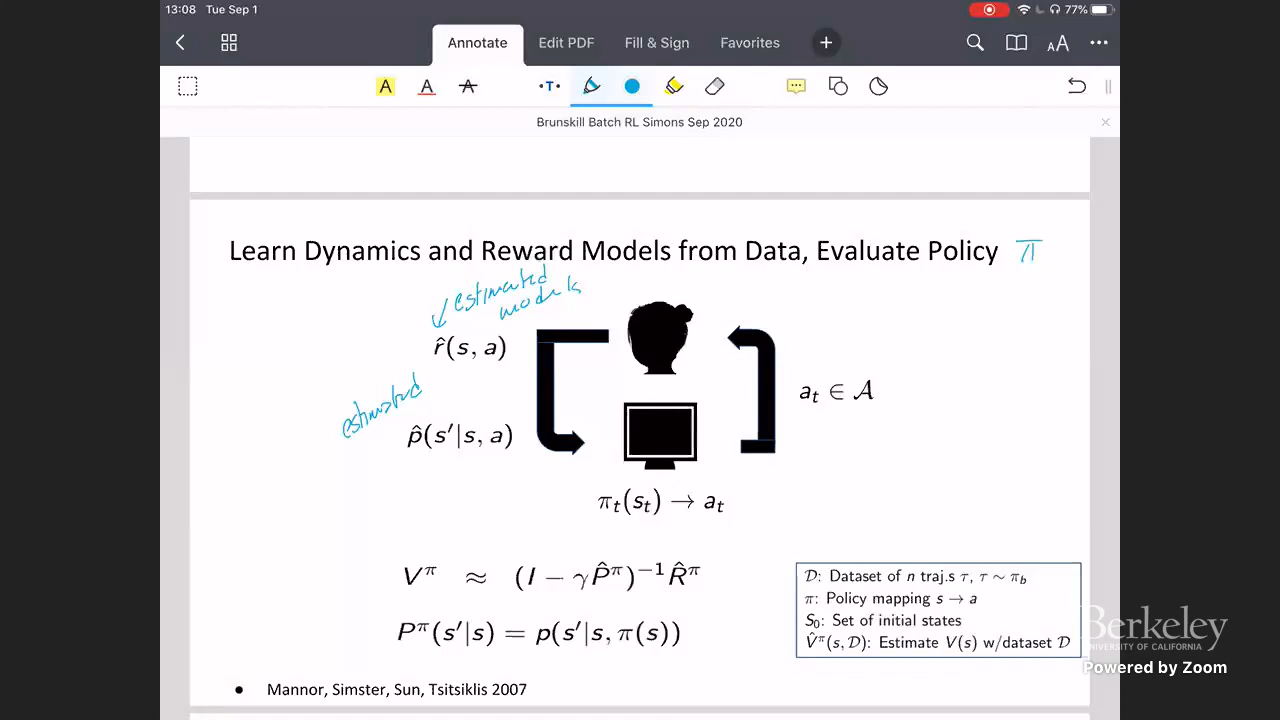 13:08 Tue Sep 1
77%
Annotate Edit PDF Fill & Sign Favorites
Brunskill Batch RL Simons Sep 2020
Learn Dynamics and Reward Models from Data, Evaluate Policy π
estimated
models
r̂(s, a)
estimated
p̂(s′|s, a)
a_t ∈ 𝒜
π_t(s_t) → a_t
V^π ≈ (I − γP̂^π)^−1 R̂^π
P^π(s′|s) = p(s′|s, π(s))
𝒟: Dataset of n traj.s τ, τ ∼ π_b
π: Policy mapping s → a
S_0: Set of initial states
V̂^π(s, 𝒟): Estimate V(s) w/dataset 𝒟
• Mannor, Simster, Sun, Tsitsiklis 2007
Berkeley
UNIVERSITY OF CALIFORNIA
Powered by Zoom